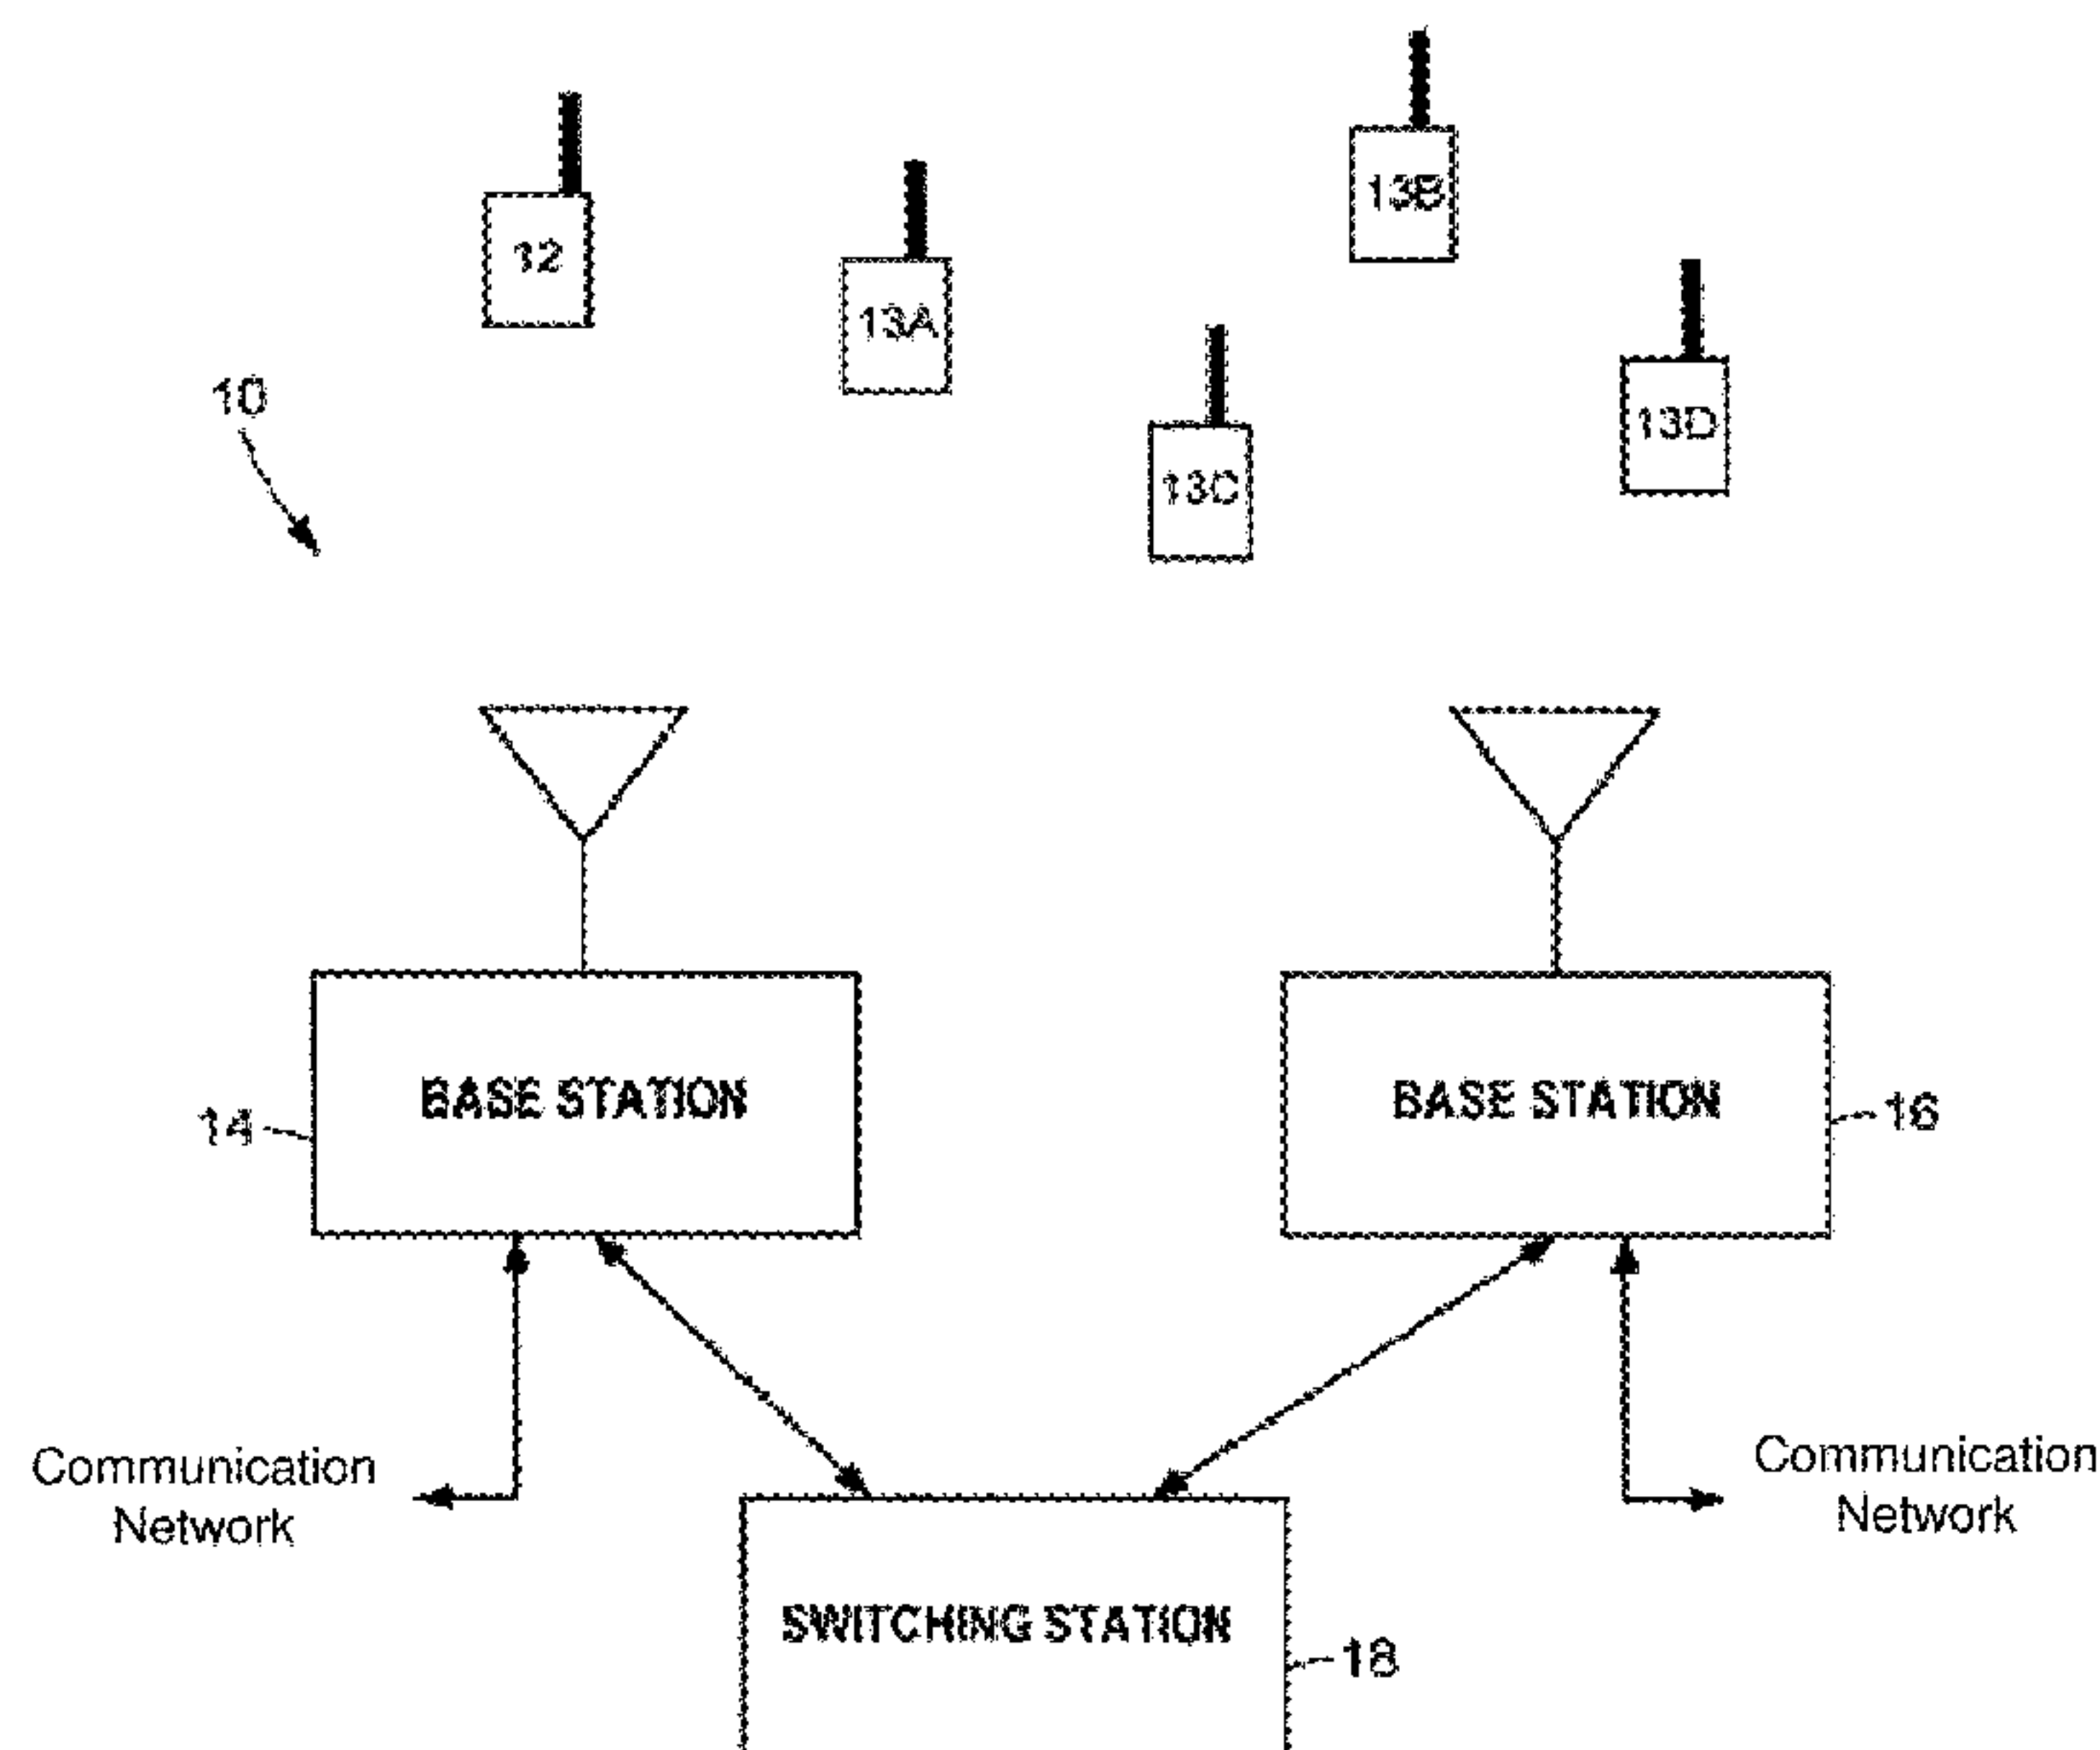 13B
12
13A
10
13D
13C
BASE STATION
BASE STATION
14
16
Communication
Network
Communication
Network
SWITCHING STATION
18